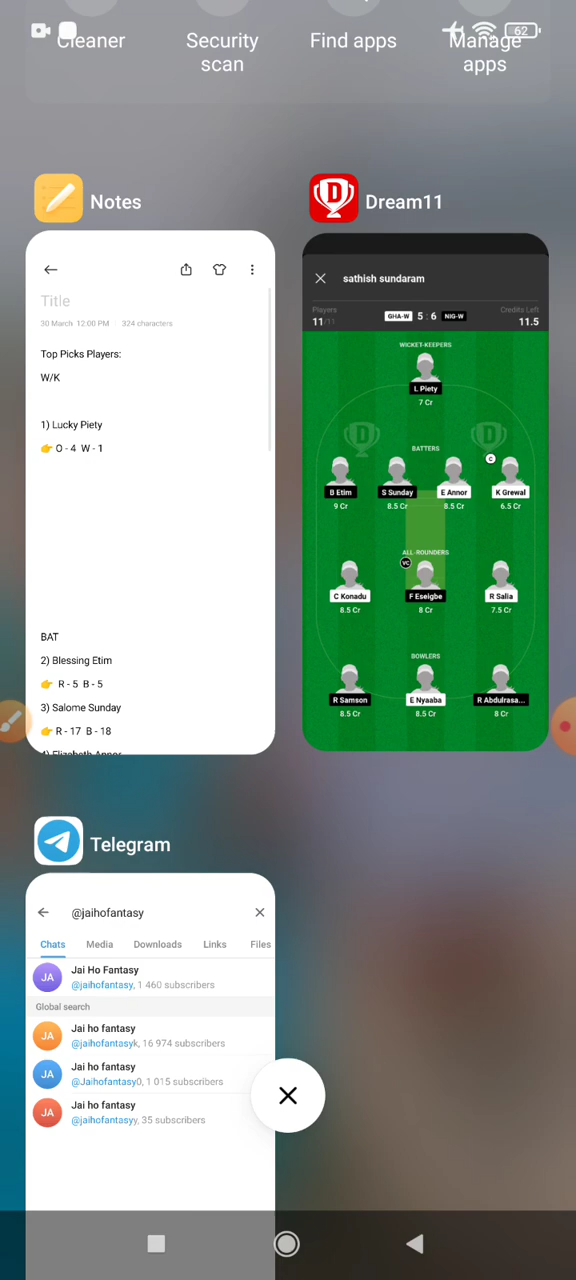 Cleaner
Security scan
Find apps
Manage apps
62
Notes
Title
30 March 12:00 PM | 324 characters
Top Picks Players:
W/K
1) Lucky Piety
👉 O - 4 W - 1
BAT
2) Blessing Etim
👉 R - 5 B - 5
3) Salome Sunday
👉 R - 17 B - 18
4) Elizabeth Annor
Dream11
sathish sundaram
Players
11/11
GHA-W 5 : 6 NIG-W
Credits Left
11.5
WICKET-KEEPERS
L Piety
7 Cr
BATTERS
C
B Etim S Sunday E Annor K Grewal
9 Cr 8.5 Cr 8.5 Cr 6.5 Cr
ALL-ROUNDERS
VC
C Konadu F Eseigbe R Salia
8.5 Cr 8 Cr 7.5 Cr
BOWLERS
R Samson E Nyaaba R Abdulrasa...
8.5 Cr 8.5 Cr 8 Cr
Telegram
@jaihofantasy
Chats Media Downloads Links Files
JA
Jai Ho Fantasy
@jaihofantasy, 1 460 subscribers
Global search
JA
Jai ho fantasy
@jaihofantasyk, 16 974 subscribers
JA
Jai ho fantasy
@Jaihofantasy0, 1 015 subscribers
JA
Jai ho fantasy
@jaihofantasyy, 35 subscribers